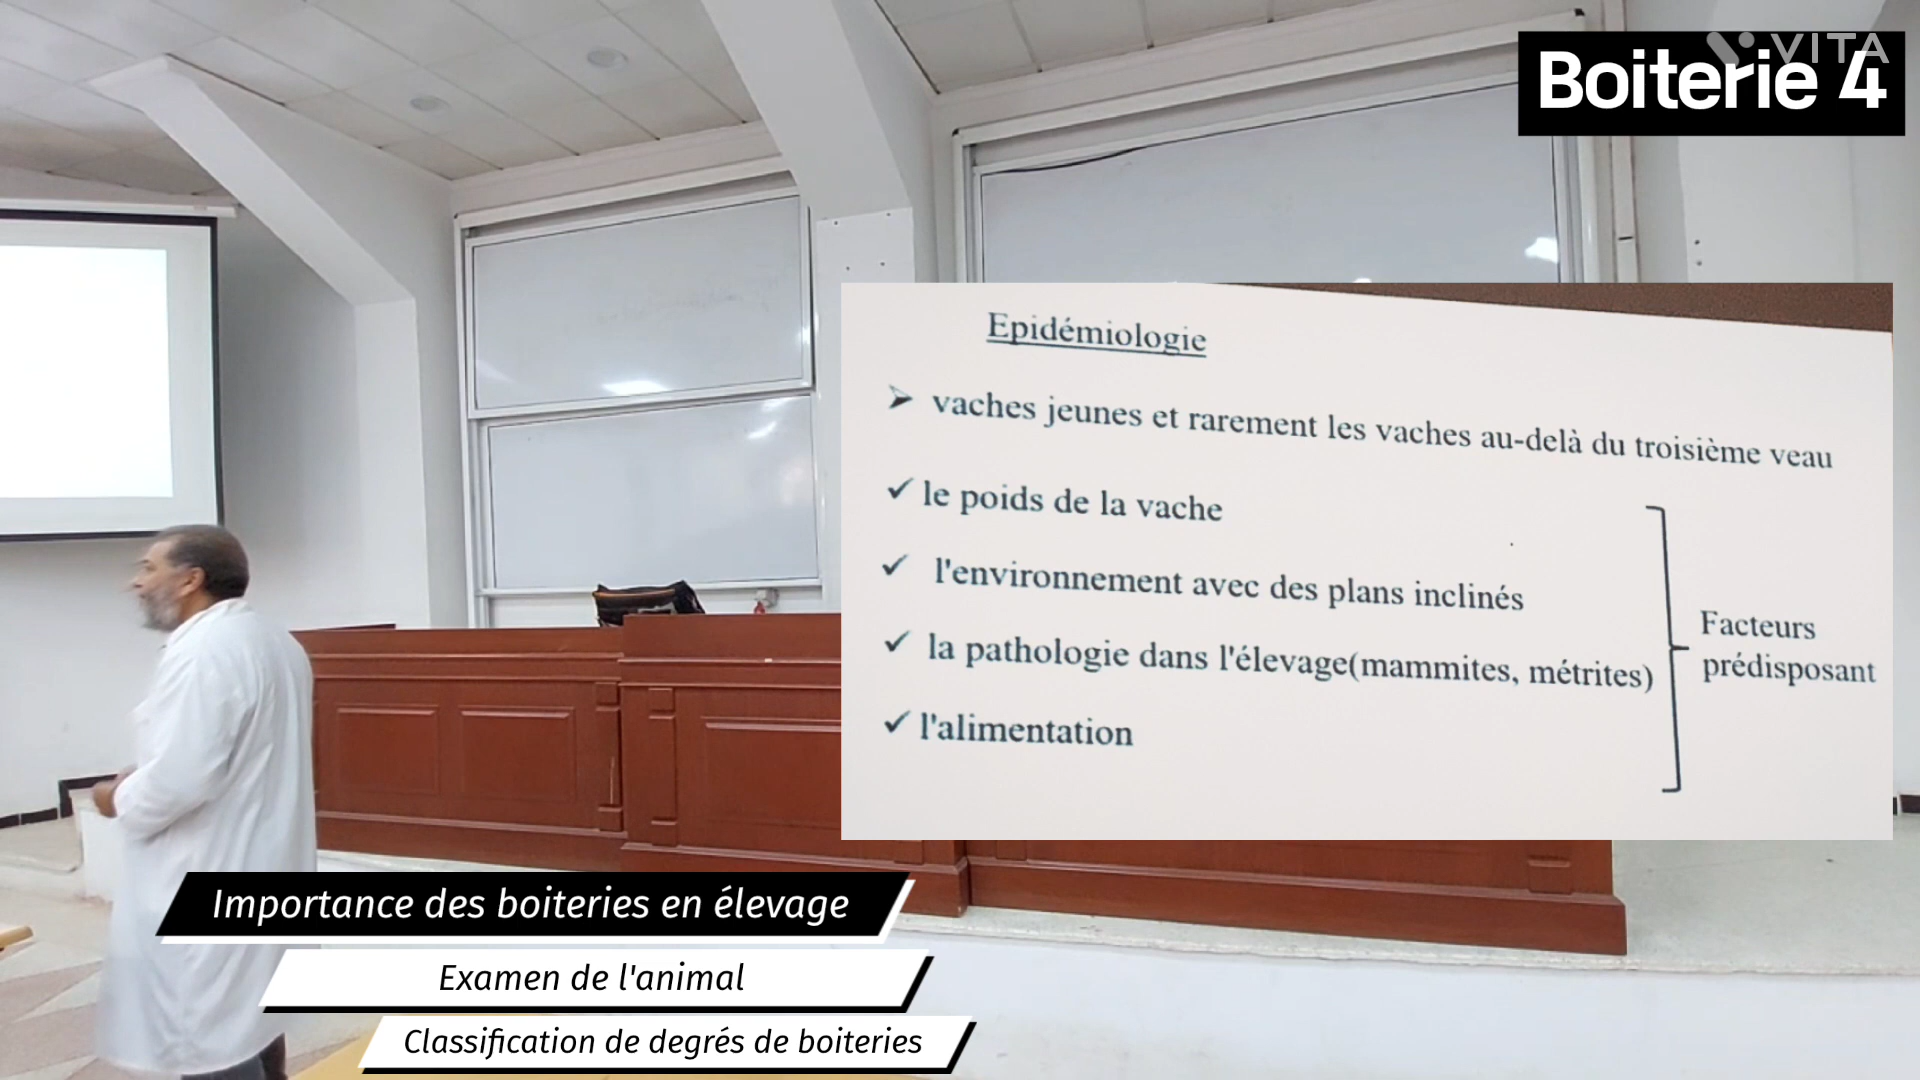 VITA
Boiterie 4
Epidémiologie
➢ vaches jeunes et rarement les vaches au-delà du troisième veau
✓ le poids de la vache
✓ l'environnement avec des plans inclinés
✓ la pathologie dans l'élevage(mammites, métrites)
✓ l'alimentation
Facteurs
prédisposant
Importance des boiteries en élevage
Examen de l'animal
Classification de degrés de boiteries